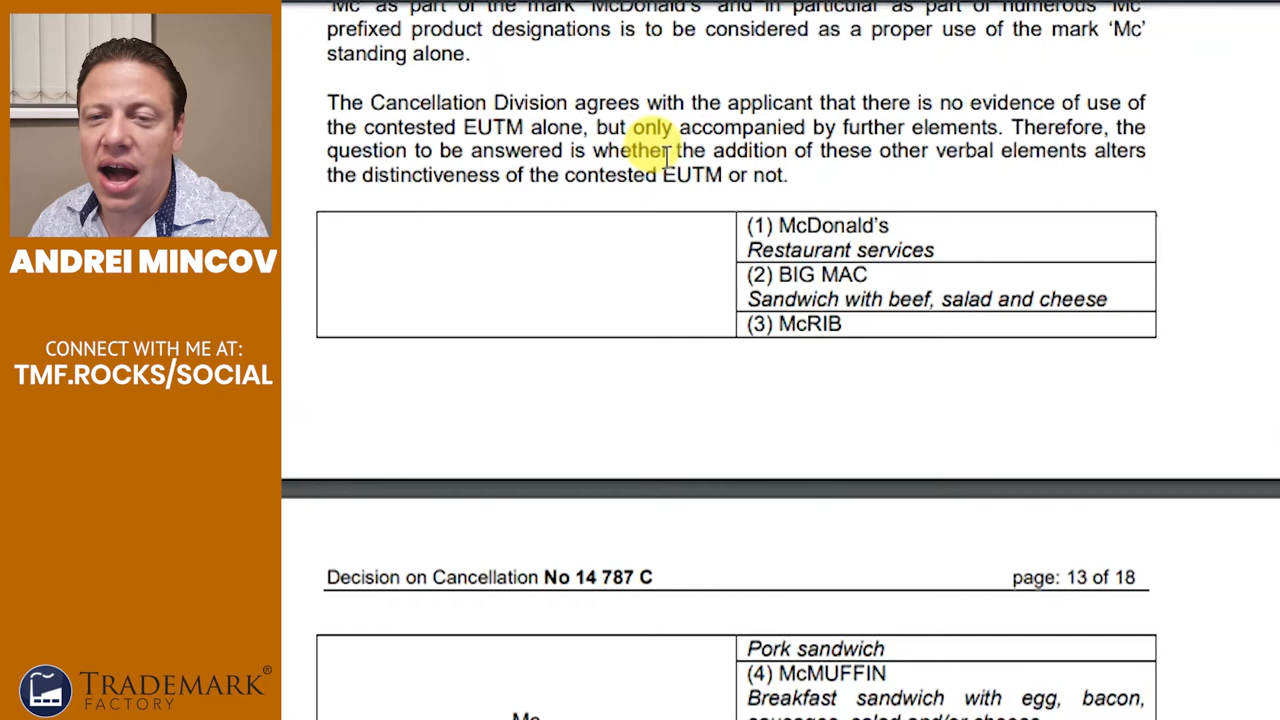 'Mc' as part of the mark 'McDonald's' and in particular as part of numerous 'Mc'
prefixed product designations is to be considered as a proper use of the mark ‘Mc’
standing alone.
The Cancellation Division agrees with the applicant that there is no evidence of use of
the contested EUTM alone, but only accompanied by further elements. Therefore, the
question to be answered is whether the addition of these other verbal elements alters
the distinctiveness of the contested EUTM or not.
(1) McDonald’s
Restaurant services
(2) BIG MAC
Sandwich with beef, salad and cheese
(3) McRIB
Decision on Cancellation No 14 787 C page: 13 of 18
Pork sandwich
(4) McMUFFIN
Breakfast sandwich with egg, bacon,
sausages, salad and/or cheese
Mc
ANDREI MINCOV
CONNECT WITH ME AT:
TMF.ROCKS/SOCIAL
TRADEMARK®
FACTORY